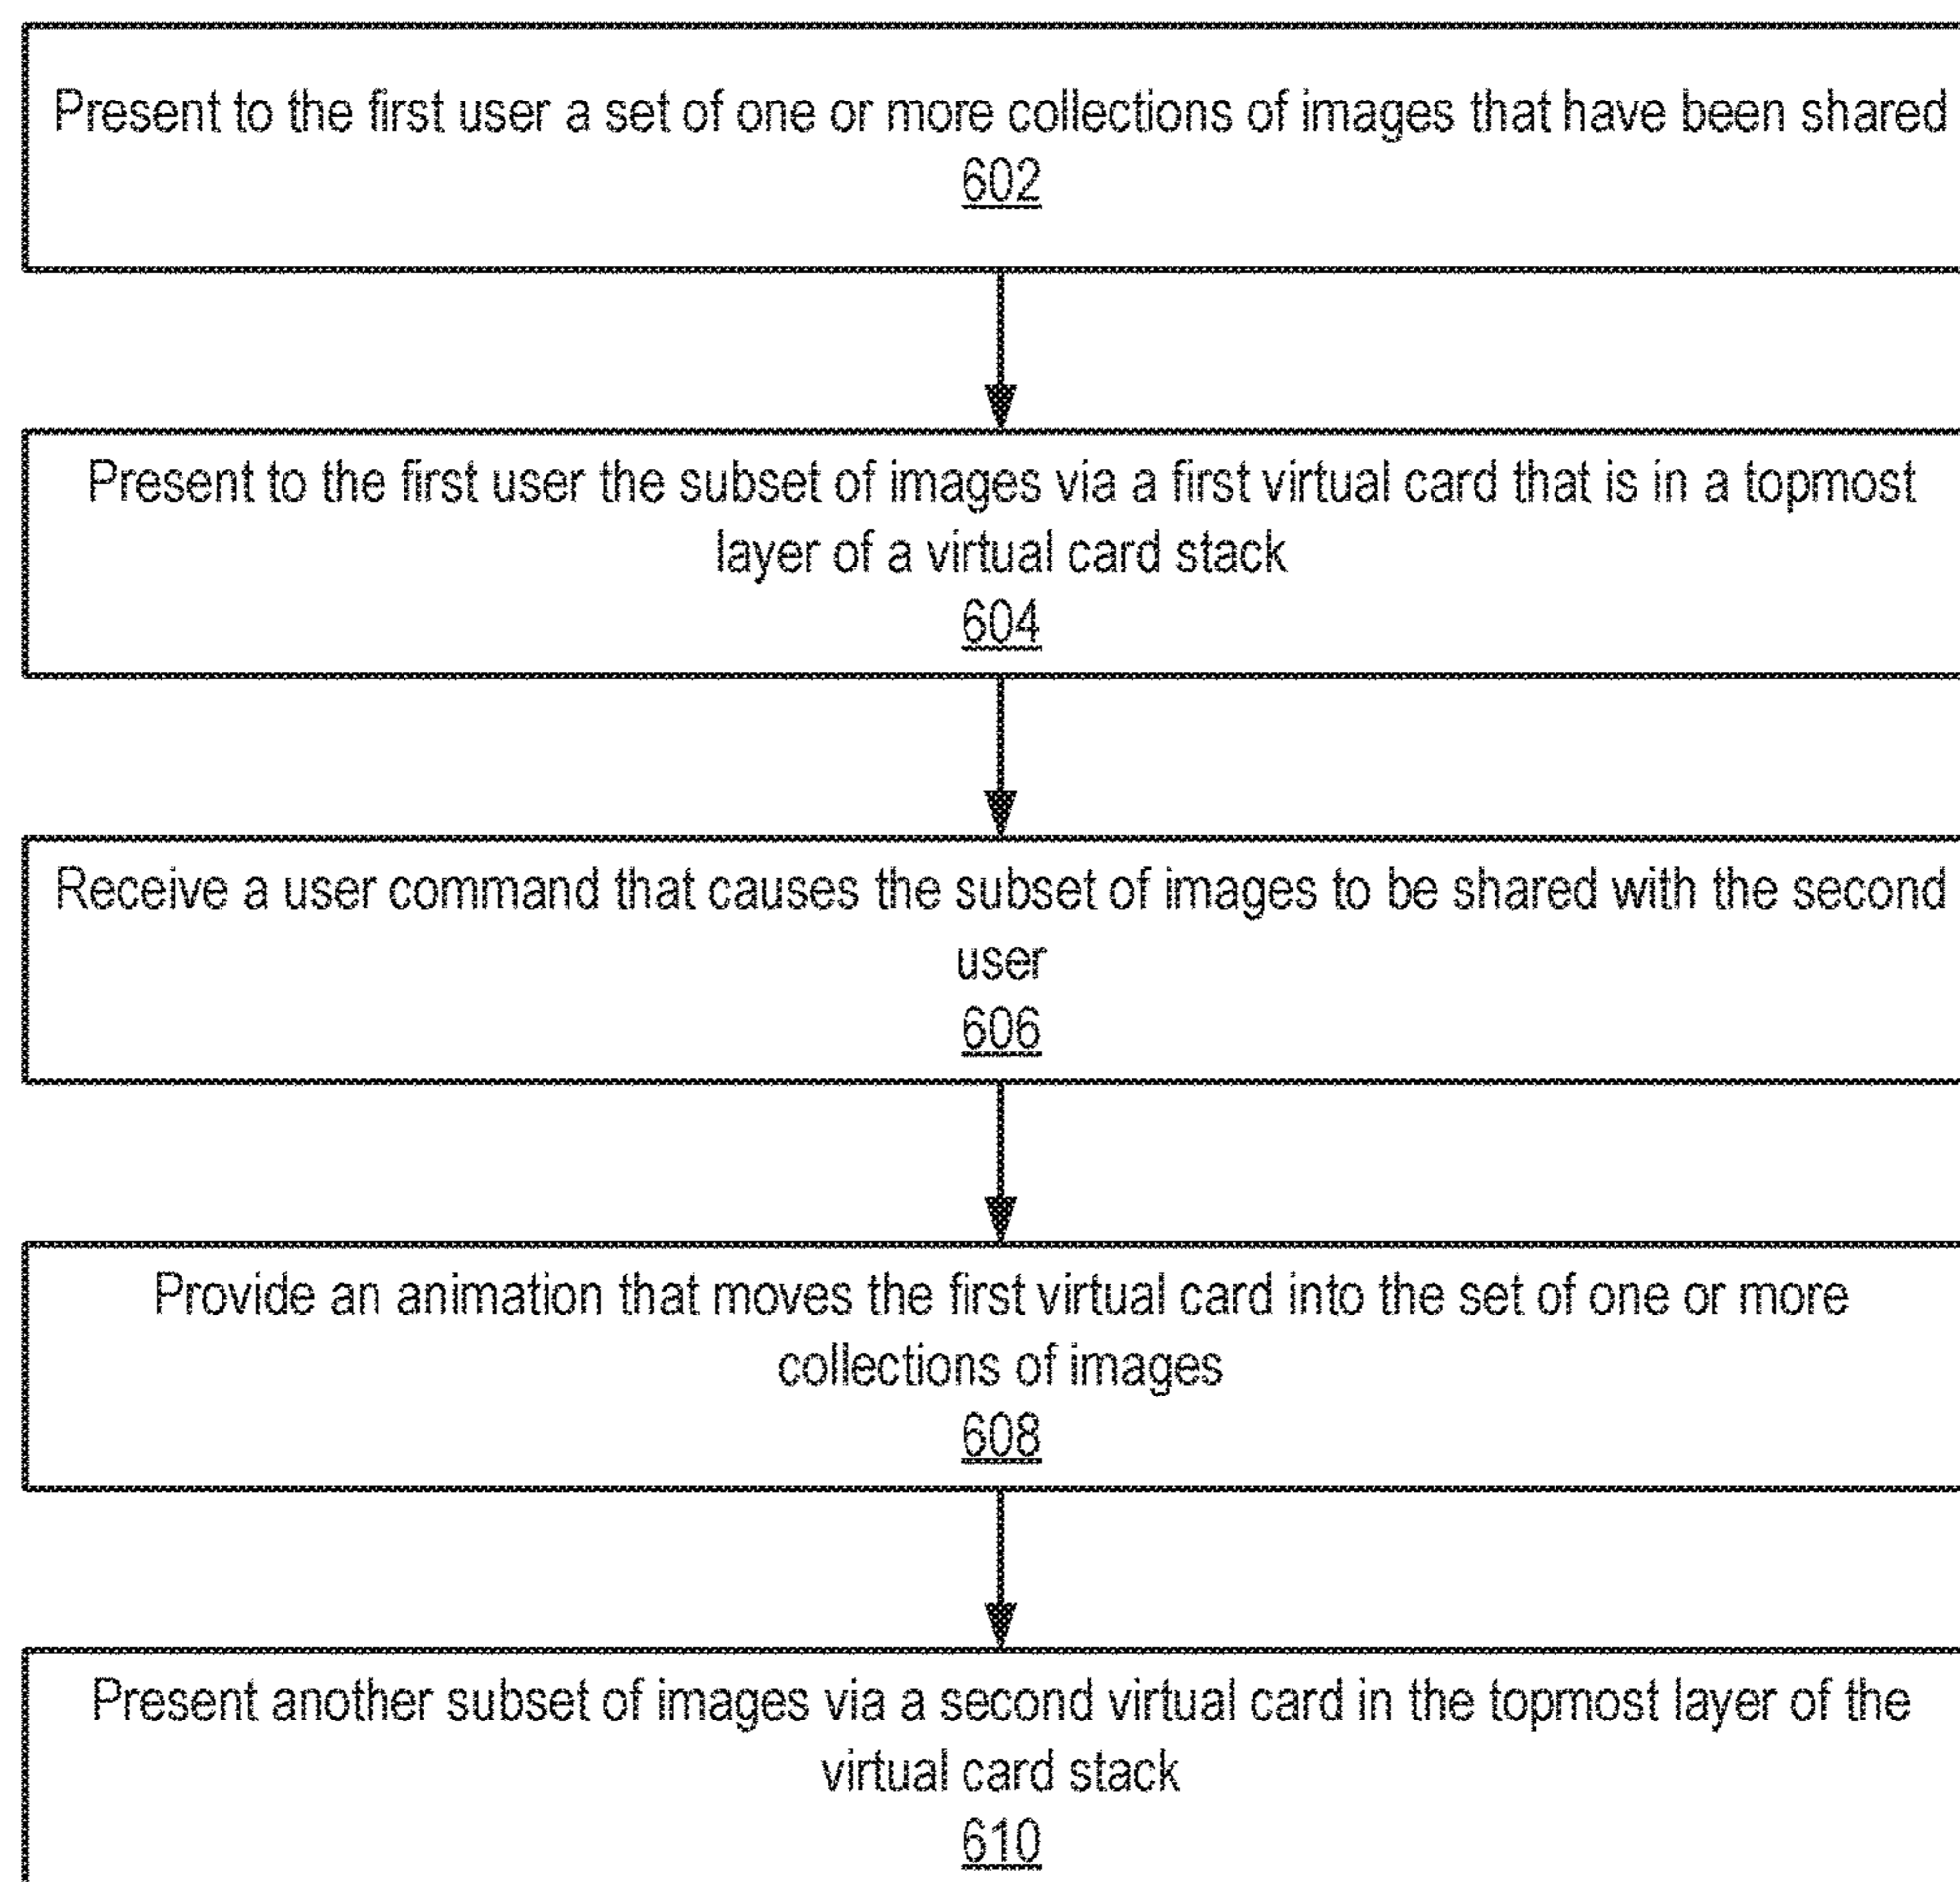 Present to the first user a set of one or more collections of images that have been shared
602
Present to the first user the subset of images via a first virtual card that is in a topmost
layer of a virtual card stack
604
Receive a user command that causes the subset of images to be shared with the second
user
606
Provide an animation that moves the first virtual card into the set of one or more
collections of images
608
Present another subset of images via a second virtual card in the topmost layer of the
virtual card stack
610